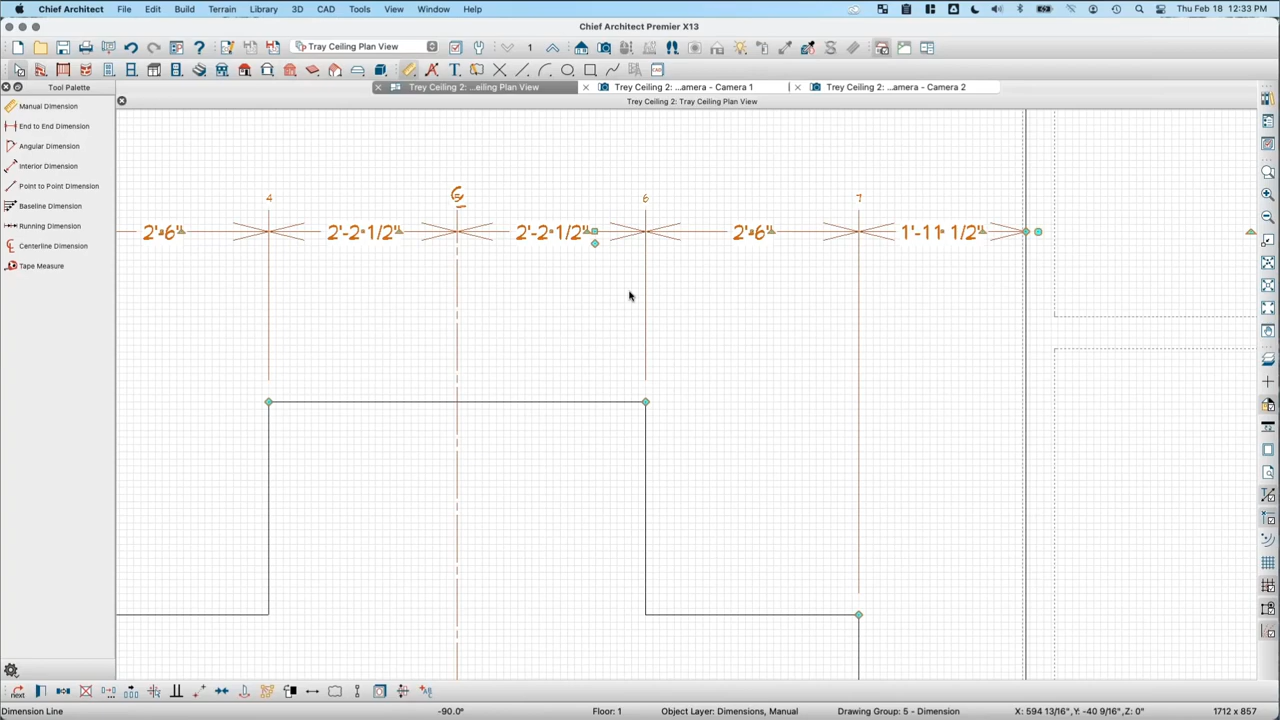 Chief Architect File Edit Build Terrain Library 3D CAD Tools View Window Help Thu Feb 18 12:33 PM
Chief Architect Premier X13
Tray Ceiling Plan View 1
Trey Ceiling 2: ...eiling Plan View Trey Ceiling 2: ...amera - Camera 1 Trey Ceiling 2: ...amera - Camera 2
Tool Palette
Trey Ceiling 2: Tray Ceiling Plan View
Manual Dimension
End to End Dimension
Angular Dimension
Interior Dimension
Point to Point Dimension
Baseline Dimension
Running Dimension
Centerline Dimension
Tape Measure
4 5 6 7
2'-6" 2'-2 1/2" 2'-2 1/2" 2'-6" 1'-11 1/2"
next
Dimension Line -90.0° Floor: 1 Object Layer: Dimensions, Manual Drawing Group: 5 - Dimension X: 594 13/16", Y: -40 9/16", Z: 0" 1712 x 857